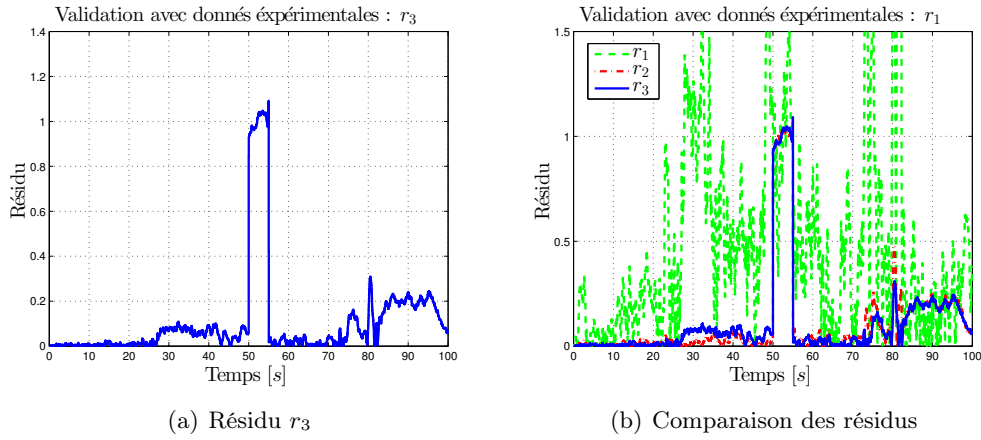 Validation avec donnés éxpérimentales : r3
1.4
1.2
1
0.8
0.6
0.4
0.2
0
Résidu
0 10 20 30 40 50 60 70 80 90 100
Temps [s]
(a) Résidu r3
Validation avec donnés éxpérimentales : r1
1.5
1
0.5
0
Résidu
r1
r2
r3
0 10 20 30 40 50 60 70 80 90 100
Temps [s]
(b) Comparaison des résidus